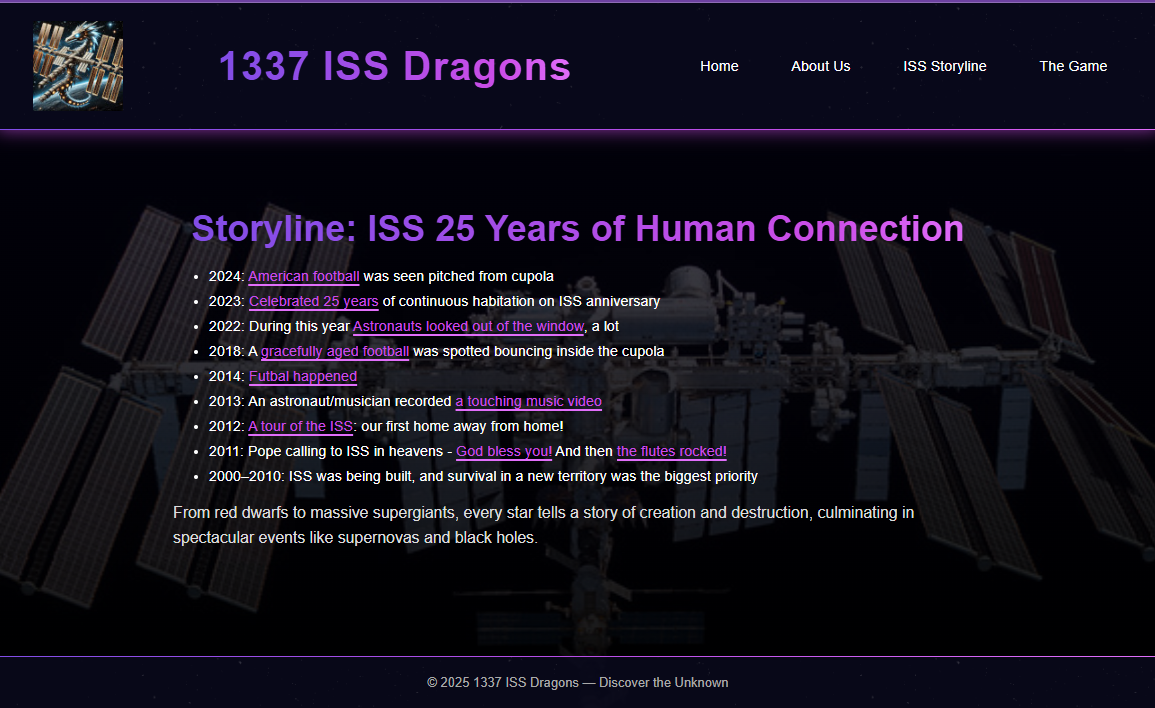 1337 ISS Dragons
Home
About Us
ISS Storyline
The Game
Storyline: ISS 25 Years of Human Connection
• 2024: American football was seen pitched from cupola
• 2023: Celebrated 25 years of continuous habitation on ISS anniversary
• 2022: During this year Astronauts looked out of the window, a lot
• 2018: A gracefully aged football was spotted bouncing inside the cupola
• 2014: Futbal happened
• 2013: An astronaut/musician recorded a touching music video
• 2012: A tour of the ISS: our first home away from home!
• 2011: Pope calling to ISS in heavens - God bless you! And then the flutes rocked!
• 2000–2010: ISS was being built, and survival in a new territory was the biggest priority
From red dwarfs to massive supergiants, every star tells a story of creation and destruction, culminating in
spectacular events like supernovas and black holes.
© 2025 1337 ISS Dragons — Discover the Unknown